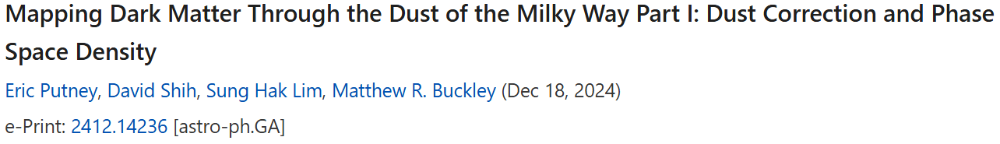 Mapping Dark Matter Through the Dust of the Milky Way Part I: Dust Correction and Phase
Space Density
Eric Putney, David Shih, Sung Hak Lim, Matthew R. Buckley (Dec 18, 2024)
e-Print: 2412.14236 [astro-ph.GA]